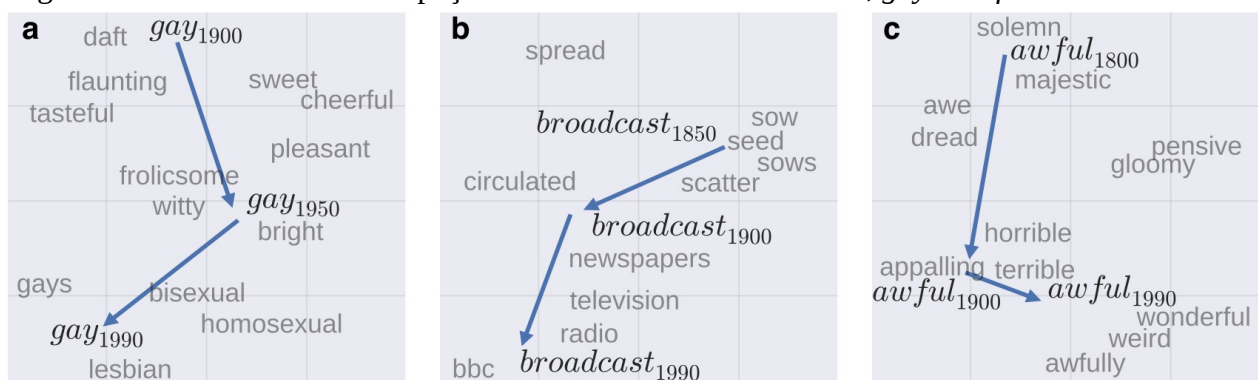 a
daft gay1900
flaunting sweet
cheerful
tasteful
pleasant
frolicsome
witty gay1950
bright
gays bisexual
homosexual
gay1990
lesbian
b
spread
broadcast1850 sow
seed
sows
circulated scatter
broadcast1900
newspapers
television
radio
bbc broadcast1990
c
solemn
awful1800
majestic
awe
dread pensive
gloomy
horrible
appalling terrible
awful1900 awful1990
wonderful
weird
awfully